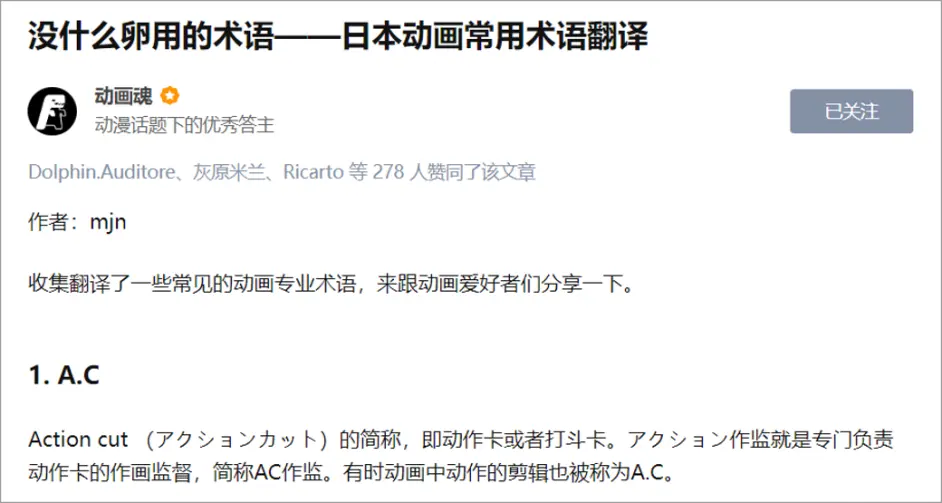 没什么卵用的术语——日本动画常用术语翻译
动画魂
动漫话题下的优秀答主
已关注
Dolphin.Auditore、灰原米兰、Ricarto 等 278 人赞同了该文章
作者：mjn
收集翻译了一些常见的动画专业术语，来跟动画爱好者们分享一下。
1. A.C
Action cut （アクションカット）的简称，即动作卡或者打斗卡。アクション作监就是专门负责
动作卡的作画监督，简称AC作监。有时动画中动作的剪辑也被称为A.C。